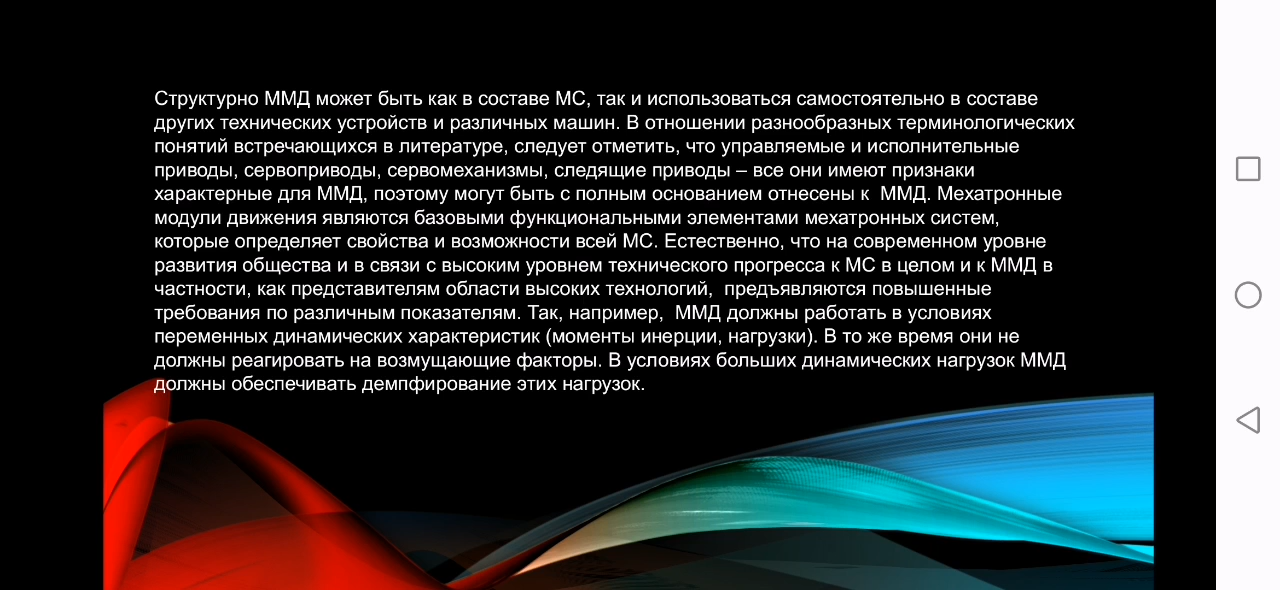 Структурно ММД может быть как в составе МС, так и использоваться самостоятельно в составе
других технических устройств и различных машин. В отношении разнообразных терминологических
понятий встречающихся в литературе, следует отметить, что управляемые и исполнительные
приводы, сервоприводы, сервомеханизмы, следящие приводы – все они имеют признаки
характерные для ММД, поэтому могут быть с полным основанием отнесены к  ММД. Мехатронные
модули движения являются базовыми функциональными элементами мехатронных систем,
которые определяет свойства и возможности всей МС. Естественно, что на современном уровне
развития общества и в связи с высоким уровнем технического прогресса к МС в целом и к ММД в
частности, как представителям области высоких технологий,  предъявляются повышенные
требования по различным показателям. Так, например,  ММД должны работать в условиях
переменных динамических характеристик (моменты инерции, нагрузки). В то же время они не
должны реагировать на возмущающие факторы. В условиях больших динамических нагрузок ММД
должны обеспечивать демпфирование этих нагрузок.